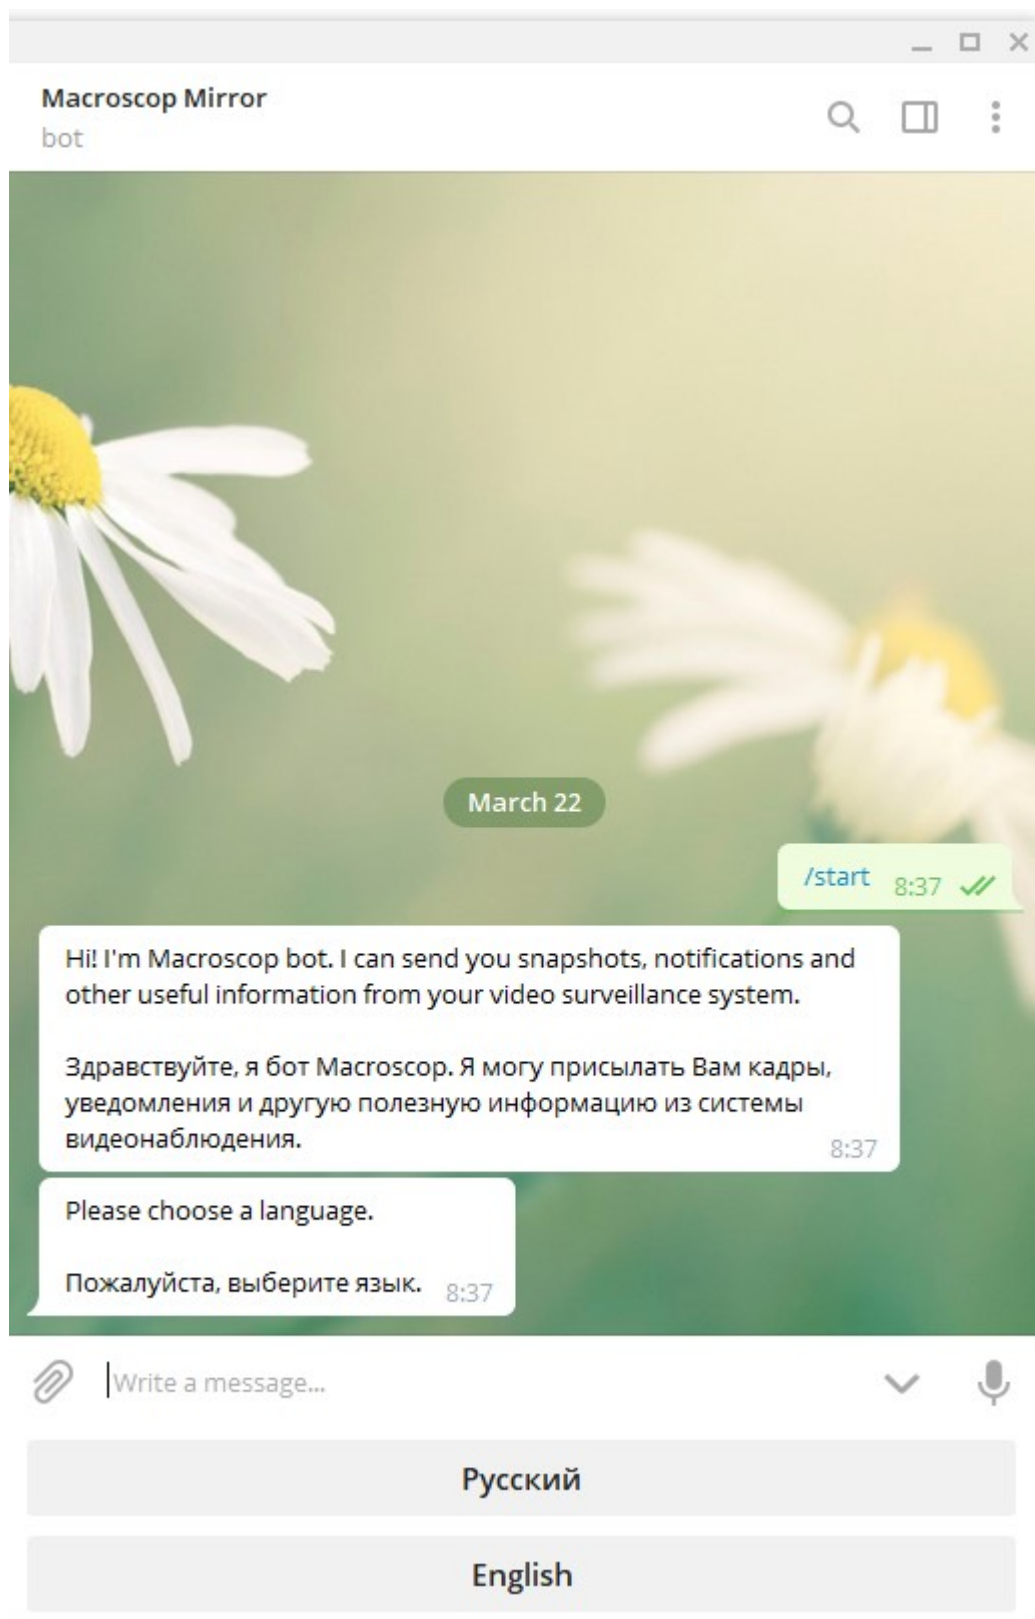 Macroscop Mirror
bot
March 22
/start 8:37
Hi! I'm Macroscop bot. I can send you snapshots, notifications and
other useful information from your video surveillance system.
Здравствуйте, я бот Macroscop. Я могу присылать Вам кадры,
уведомления и другую полезную информацию из системы
видеонаблюдения.
8:37
Please choose a language.
Пожалуйста, выберите язык. 8:37
Write a message...
Русский
English